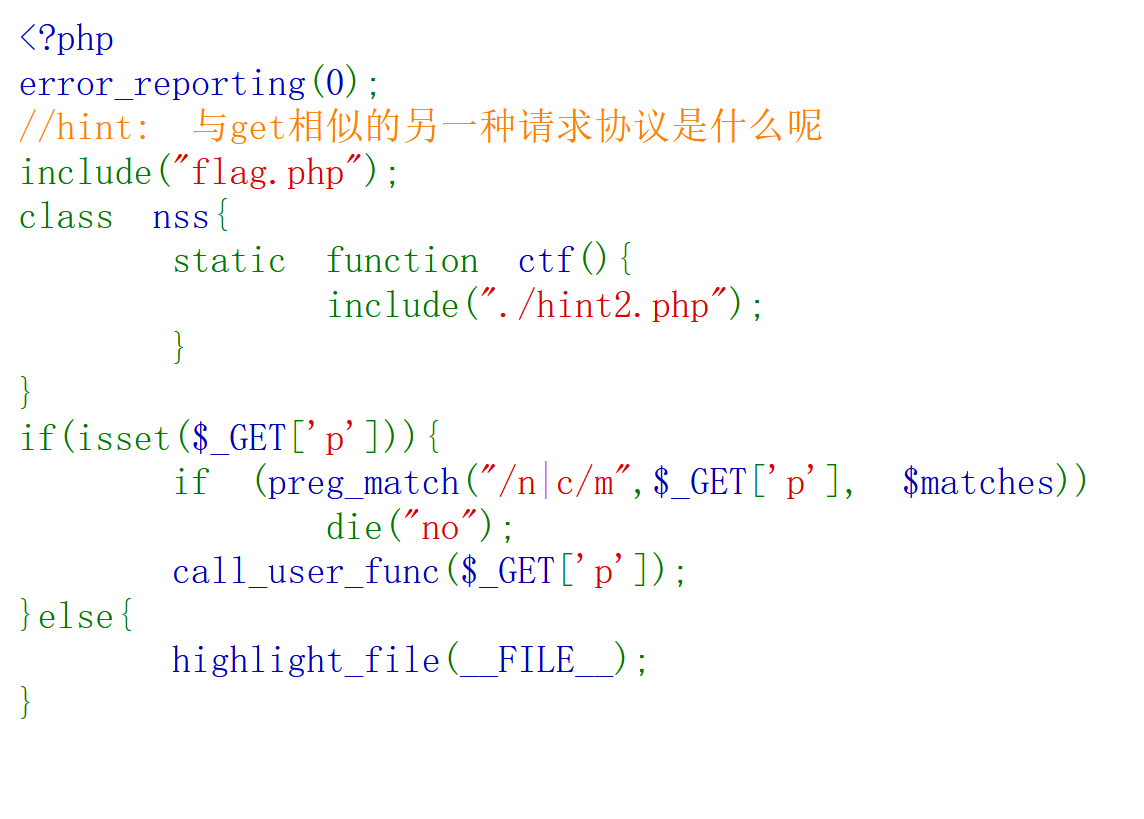 <?php
error_reporting(0);
//hint:  与get相似的另一种请求协议是什么呢
include("flag.php");
class  nss{
        static  function  ctf(){
                include("./hint2.php");
        }
}
if(isset($_GET['p'])){
        if  (preg_match("/n|c/m",$_GET['p'],  $matches))
                die("no");
        call_user_func($_GET['p']);
}else{
        highlight_file(__FILE__);
}